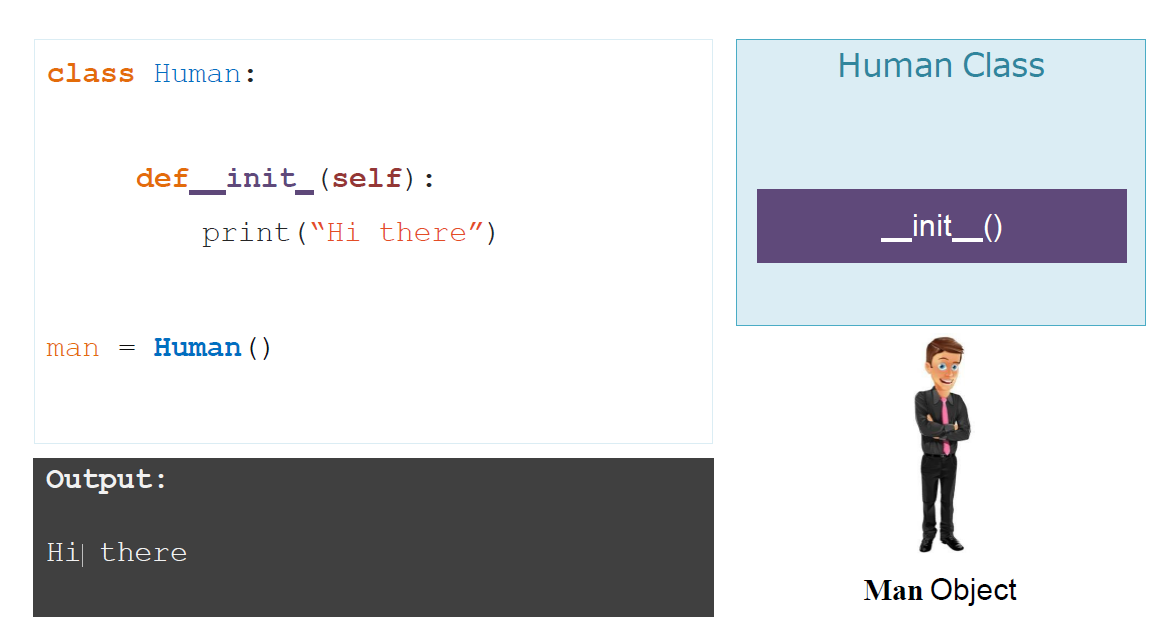 class Human:
def__init_(self):
print(“Hi there”)
man = Human()
Output:
Hi there
Human Class
__init__()
Man Object